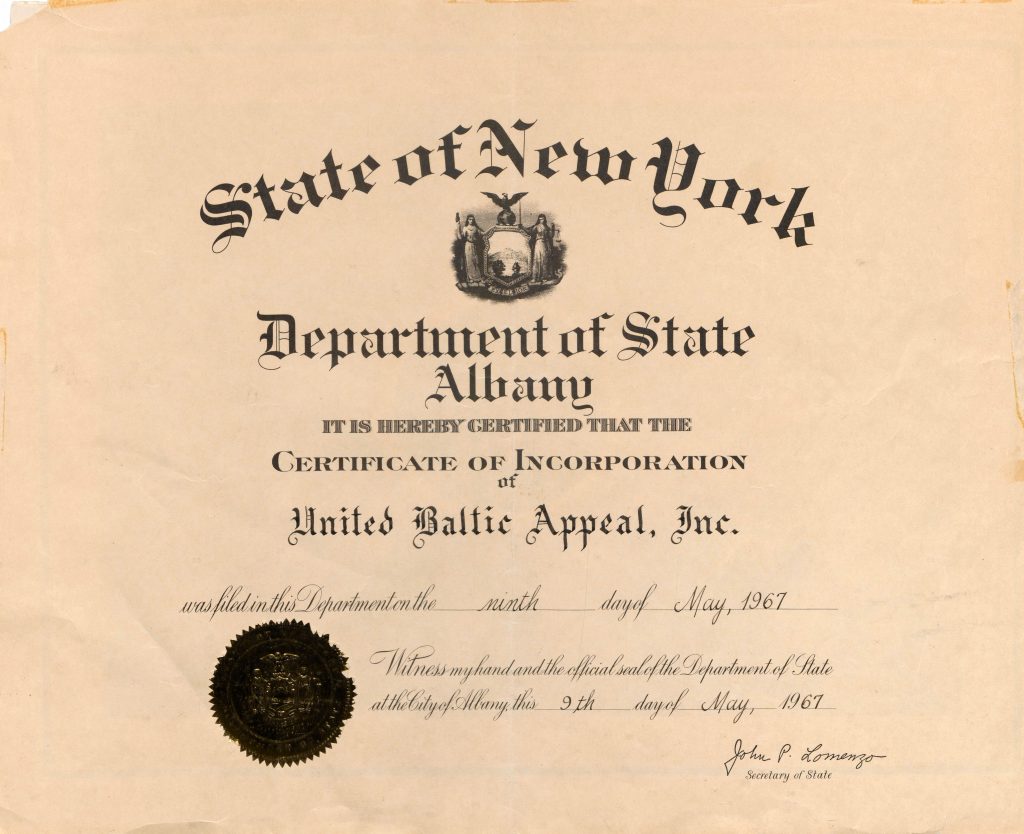 State of New York
EXCELSIOR
Department of State
Albany
IT IS HEREBY CERTIFIED THAT THE
CERTIFICATE OF INCORPORATION
of
United Baltic Appeal, Inc.
was filed in this Department on the ninth day of May, 1967
Witness my hand and the official seal of the Department of State
at the City of Albany, this 9th day of May, 1967
John P. Lomenzo
Secretary of State